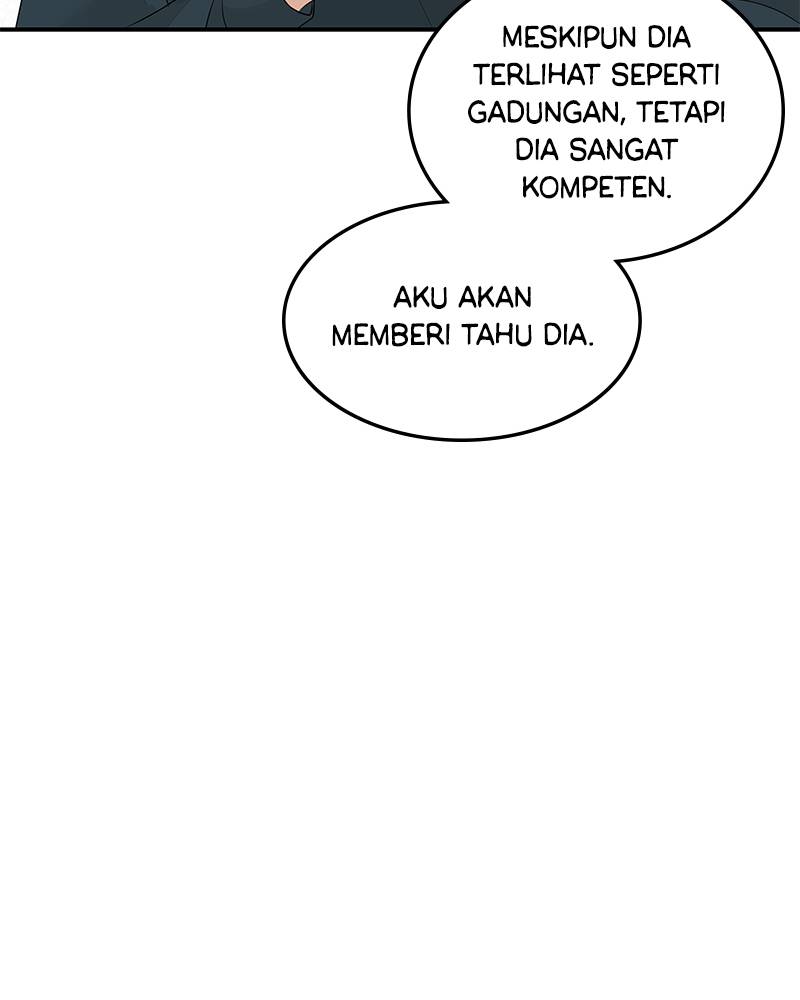 MESKIPUN DIA
TERLIHAT SEPERTI
GADUNGAN, TETAPI
DIA SANGAT
KOMPETEN.
AKU AKAN
MEMBERI TAHU DIA.